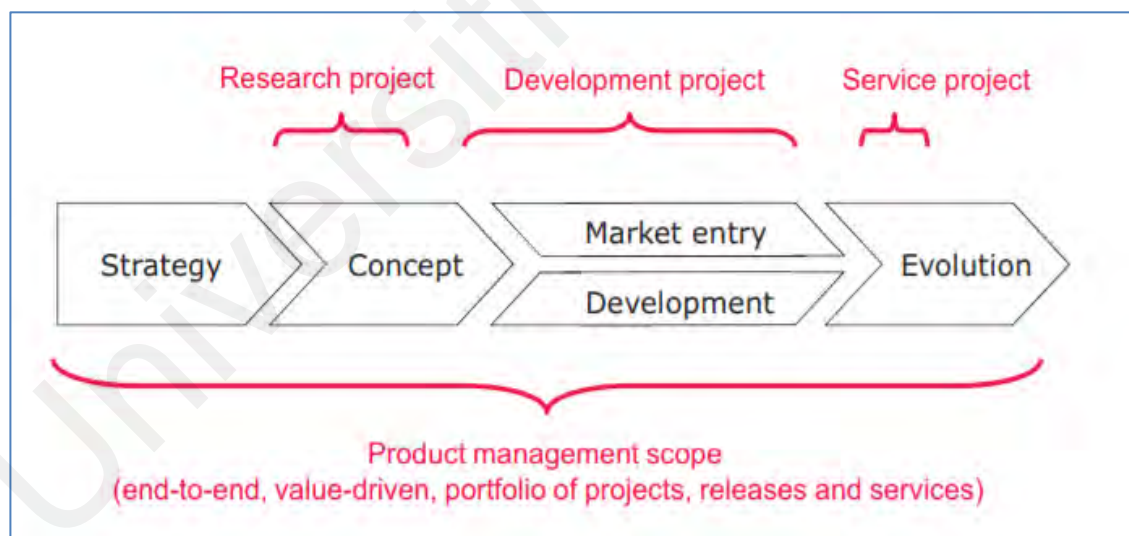 Research project
Development project
Service project
Strategy
Concept
Market entry
Development
Evolution
Product management scope
(end-to-end, value-driven, portfolio of projects, releases and services)
Universiti